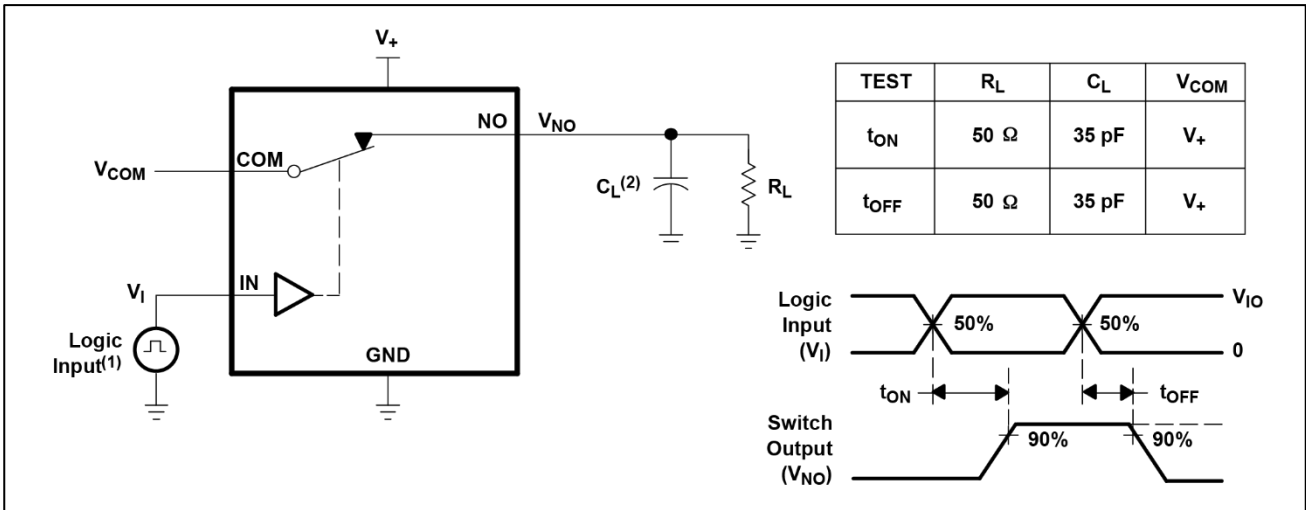 V+
NO
VNO
COM
VCOM
CL(2)
RL
IN
VI
Logic
Input(1)
GND
TEST RL CL VCOM
tON 50 Ω 35 pF V+
tOFF 50 Ω 35 pF V+
Logic
Input
(VI)
50%
50%
VIO
0
tON
tOFF
Switch
Output
(VNO)
90%
90%